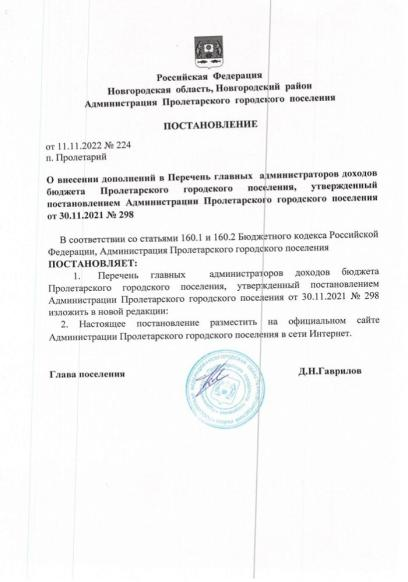 Российская Федерация
Новгородская область, Новгородский район
Администрация Пролетарского городского поселения
ПОСТАНОВЛЕНИЕ
от 11.11.2022 № 224
п. Пролетарий
О внесении дополнений в Перечень главных администраторов доходов
бюджета Пролетарского городского поселения, утвержденный
постановлением Администрации Пролетарского городского поселения
от 30.11.2021 № 298
В соответствии со статьями 160.1 и 160.2 Бюджетного кодекса Российской
Федерации, Администрация Пролетарского городского поселения
ПОСТАНОВЛЯЕТ:
1. Перечень главных администраторов доходов бюджета
Пролетарского городского поселения, утвержденный постановлением
Администрации Пролетарского городского поселения от 30.11.2021 № 298
изложить в новой редакции:
2. Настоящее постановление разместить на официальном сайте
Администрации Пролетарского городского поселения в сети Интернет.
Глава поселения
Д.Н.Гаврилов